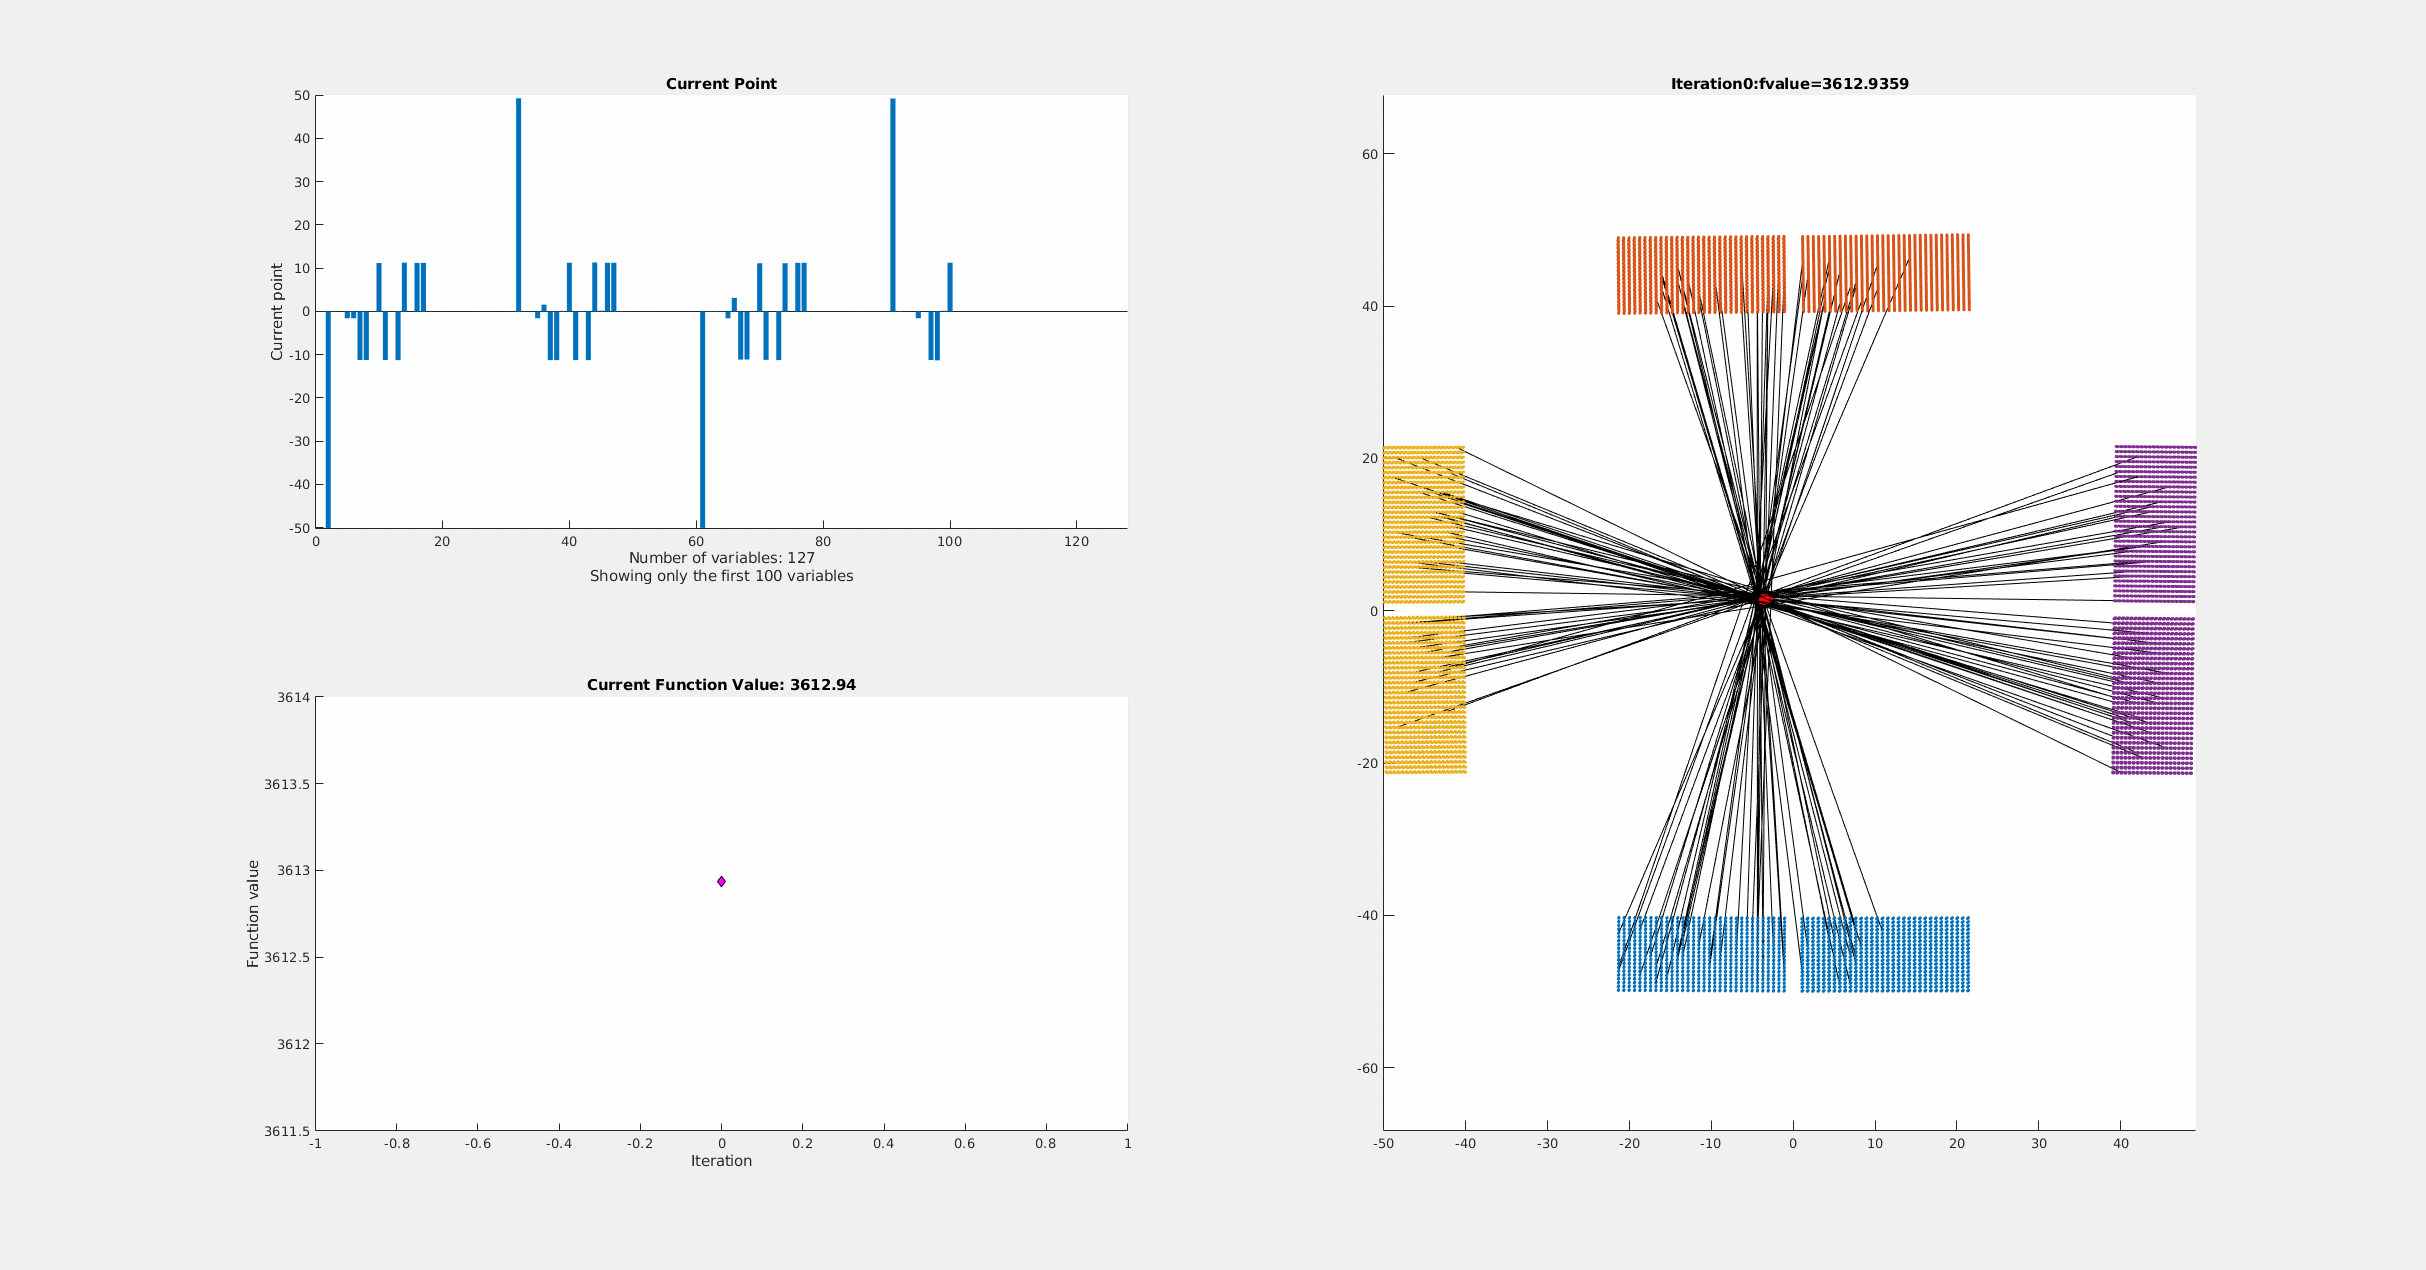 Current Point
50
40
30
20
10
0
-10
-20
-30
-40
-50
Current point
0 20 40 60 80 100 120
Number of variables: 127
Showing only the first 100 variables
Current Function Value: 3612.94
3614
3613.5
3613
3612.5
3612
3611.5
Function value
-1 -0.8 -0.6 -0.4 -0.2 0 0.2 0.4 0.6 0.8 1
Iteration
Iteration0:fvalue=3612.9359
60
40
20
0
-20
-40
-60
-50 -40 -30 -20 -10 0 10 20 30 40